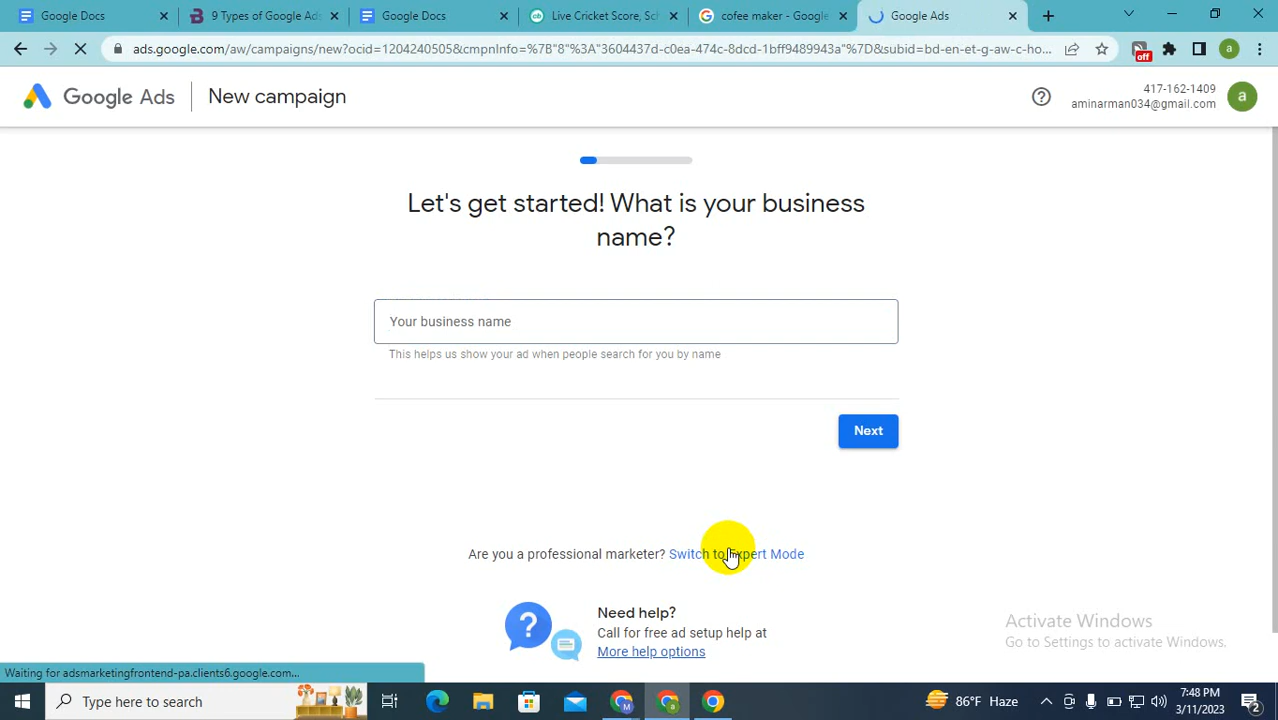 Google Docs
9 Types of Google Ads
Google Docs
Live Cricket Score, Sch
cofee maker - Google
Google Ads
ads.google.com/aw/campaigns/new?ocid=1204240505&cmpnInfo=%7B"8"%3A"3604437d-c0ea-474c-8dcd-1bff9489943a"%7D&subid=bd-en-et-g-aw-c-ho...
off
a
Google Ads
New campaign
417-162-1409
aminarman034@gmail.com
a
Let's get started! What is your business
name?
Your business name
This helps us show your ad when people search for you by name
Next
Are you a professional marketer? Switch to Expert Mode
Need help?
Call for free ad setup help at
More help options
Activate Windows
Go to Settings to activate Windows.
Waiting for adsmarketingfrontend-pa.clients6.google.com...
Type here to search
86°F Haze
7:48 PM
3/11/2023
2